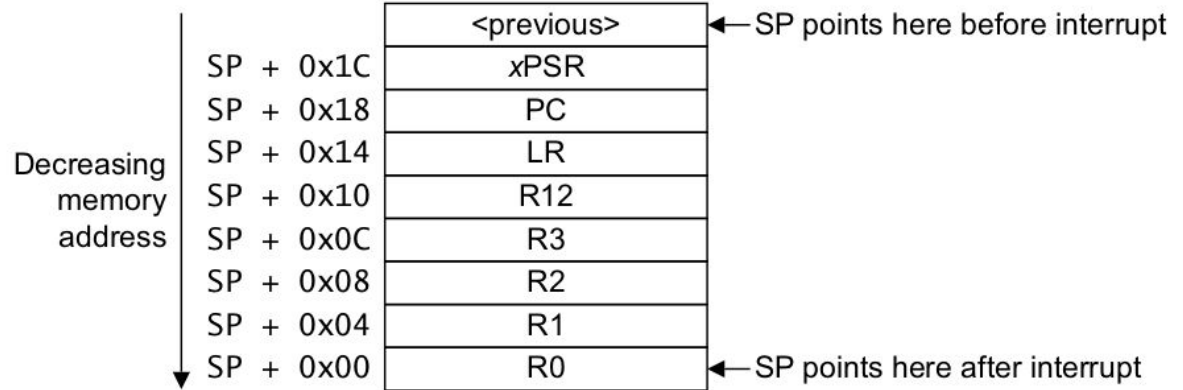 <previous> SP points here before interrupt
SP + 0x1C xPSR
SP + 0x18 PC
SP + 0x14 LR
Decreasing
memory
address
SP + 0x10 R12
SP + 0x0C R3
SP + 0x08 R2
SP + 0x04 R1
SP + 0x00 R0 SP points here after interrupt